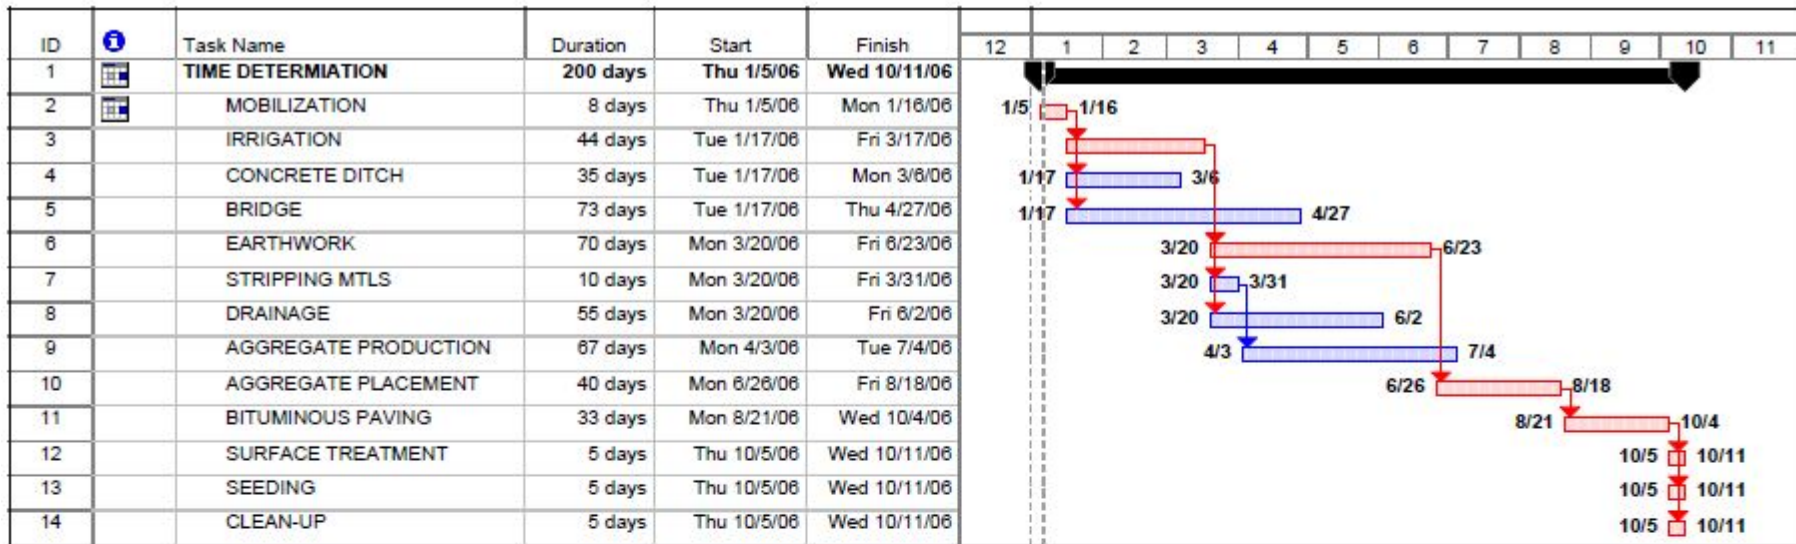 ID Task Name Duration Start Finish 12 1 2 3 4 5 6 7 8 9 10 11
1 TIME DETERMIATION 200 days Thu 1/5/06 Wed 10/11/06
2 MOBILIZATION 8 days Thu 1/5/06 Mon 1/16/06 1/5 1/16
3 IRRIGATION 44 days Tue 1/17/06 Fri 3/17/06
4 CONCRETE DITCH 35 days Tue 1/17/06 Mon 3/6/06 1/17 3/6
5 BRIDGE 73 days Tue 1/17/06 Thu 4/27/06 1/17 4/27
6 EARTHWORK 70 days Mon 3/20/06 Fri 6/23/06 3/20 6/23
7 STRIPPING MTLS 10 days Mon 3/20/06 Fri 3/31/06 3/20 3/31
8 DRAINAGE 55 days Mon 3/20/06 Fri 6/2/06 3/20 6/2
9 AGGREGATE PRODUCTION 67 days Mon 4/3/06 Tue 7/4/06 4/3 7/4
10 AGGREGATE PLACEMENT 40 days Mon 6/26/06 Fri 8/18/06 6/26 8/18
11 BITUMINOUS PAVING 33 days Mon 8/21/06 Wed 10/4/06 8/21 10/4
12 SURFACE TREATMENT 5 days Thu 10/5/06 Wed 10/11/06 10/5 10/11
13 SEEDING 5 days Thu 10/5/06 Wed 10/11/06 10/5 10/11
14 CLEAN-UP 5 days Thu 10/5/06 Wed 10/11/06 10/5 10/11